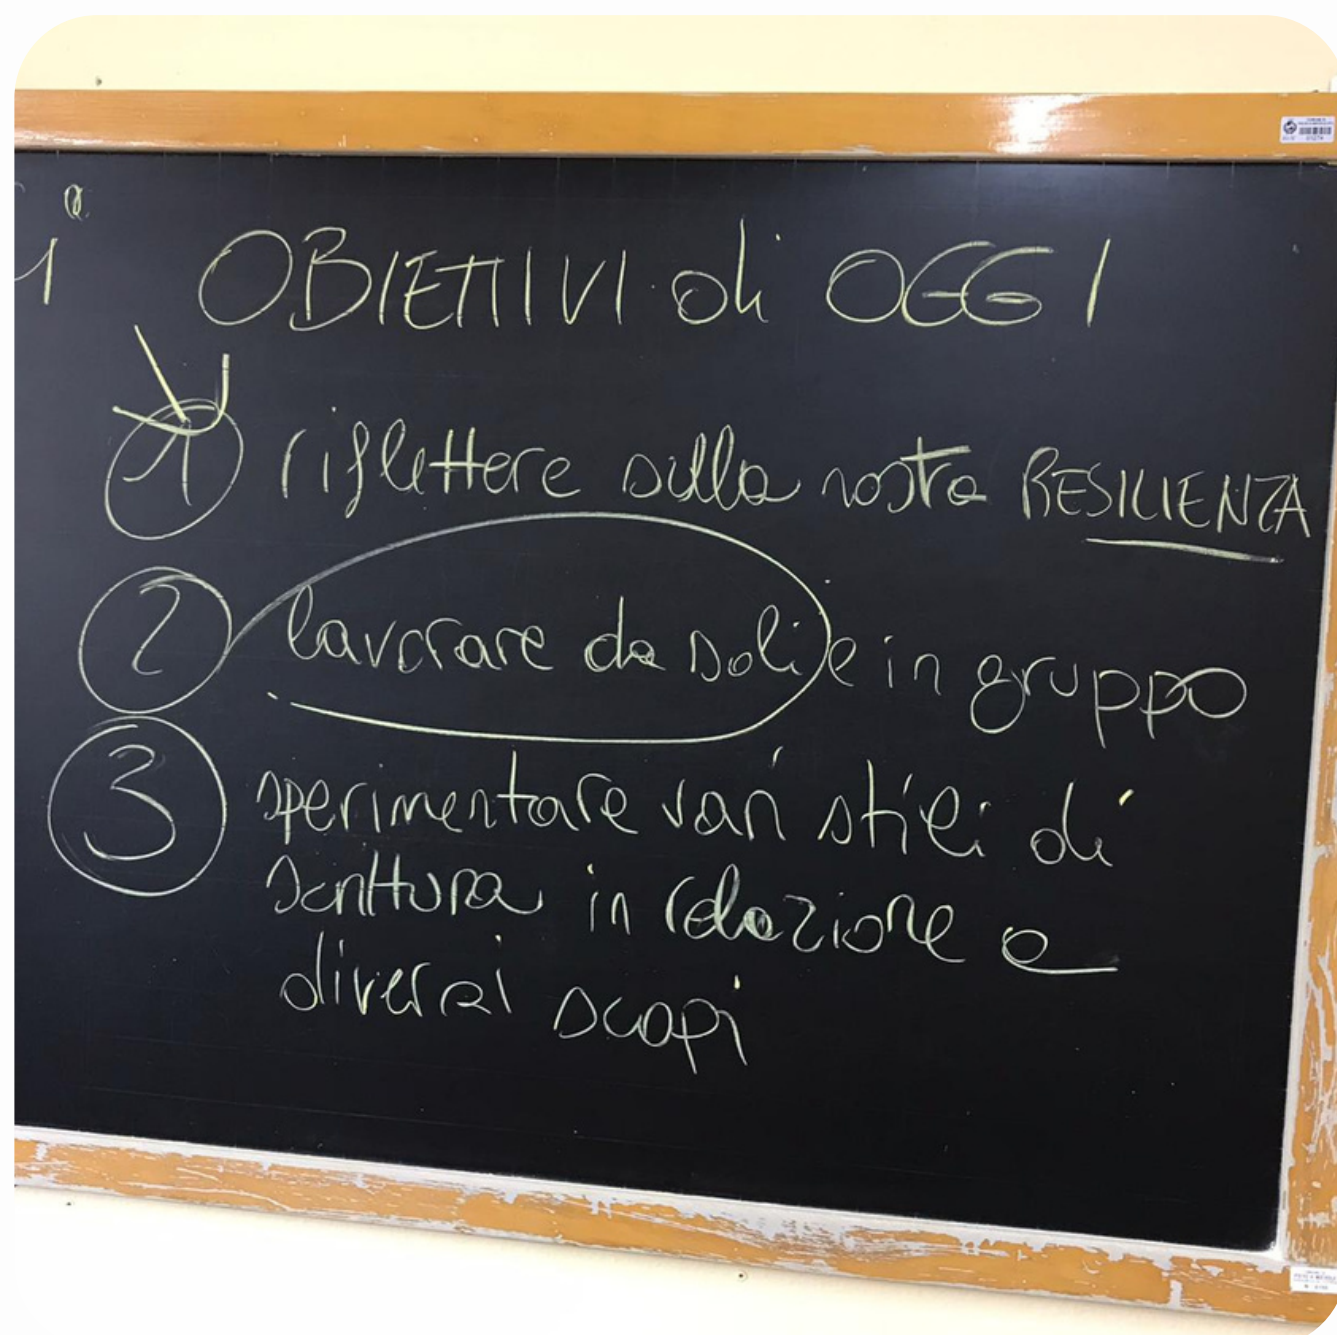 OBIETTIVI di OGGI
1 riflettere sulla nostra RESILIENZA
2 lavorare da soli e in gruppo
3 sperimentare vari stili di
scrittura in relazione a
diversi scopi